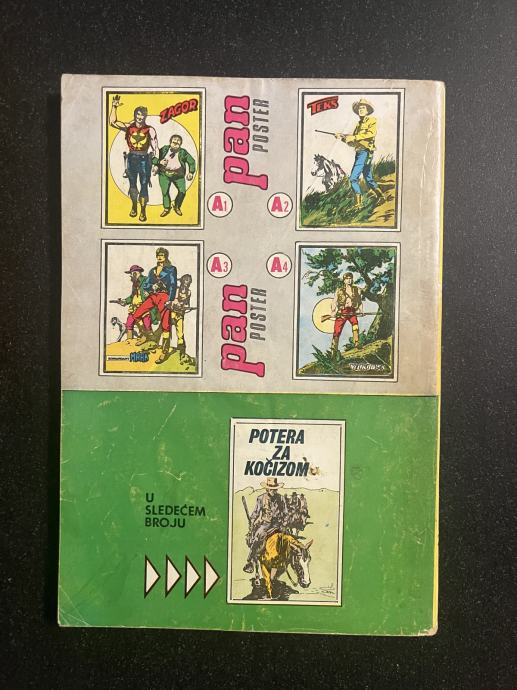 ZAGOR
TEKS
pan
POSTER
A1
A2
A3
A4
pan
POSTER
POTERA
ZA
KOČIZOM
U
SLEDEĆEM
BROJU